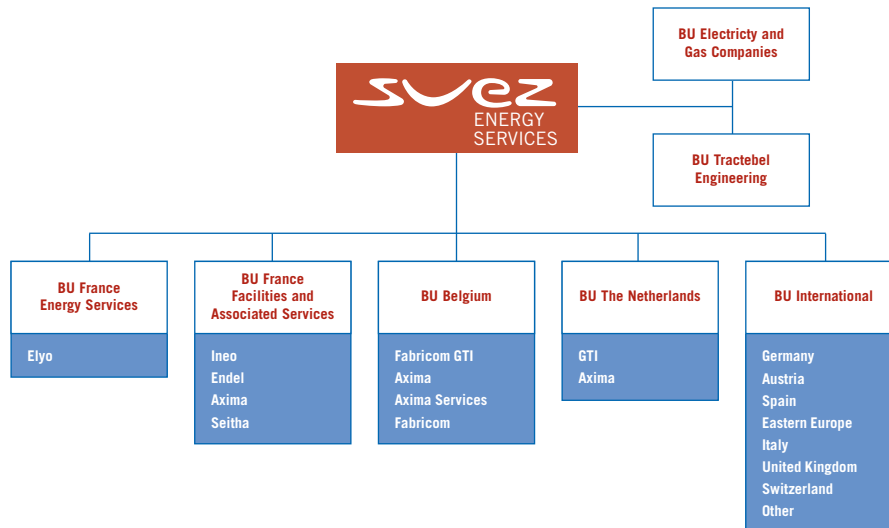 BU Electricty and
Gas Companies
suez
ENERGY
SERVICES
BU Tractebel
Engineering
BU France
Energy Services
Elyo
BU France
Facilities and
Associated Services
Ineo
Endel
Axima
Seitha
BU Belgium
Fabricom GTI
Axima
Axima Services
Fabricom
BU The Netherlands
GTI
Axima
BU International
Germany
Austria
Spain
Eastern Europe
Italy
United Kingdom
Switzerland
Other